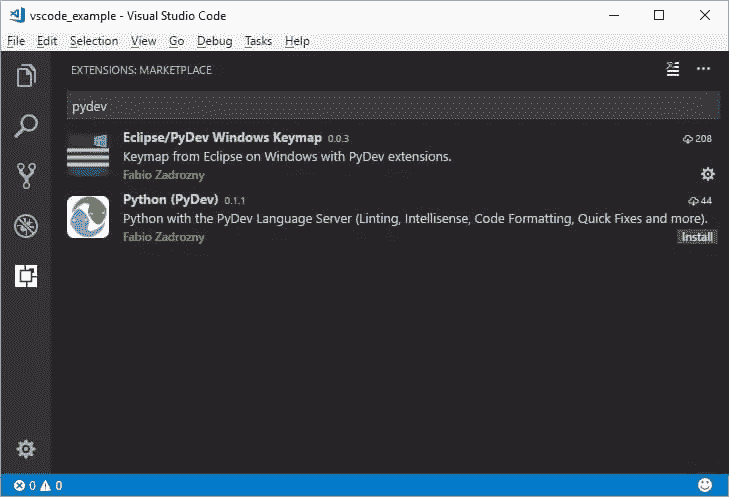 vscode_example - Visual Studio Code
File Edit Selection View Go Debug Tasks Help
EXTENSIONS: MARKETPLACE
pydev
Eclipse/PyDev Windows Keymap 0.0.3 208
Keymap from Eclipse on Windows with PyDev extensions.
Fabio Zadrozny
Python (PyDev) 0.1.1 44
Python with the PyDev Language Server (Linting, Intellisense, Code Formatting, Quick Fixes and more).
Fabio Zadrozny Install
0 0